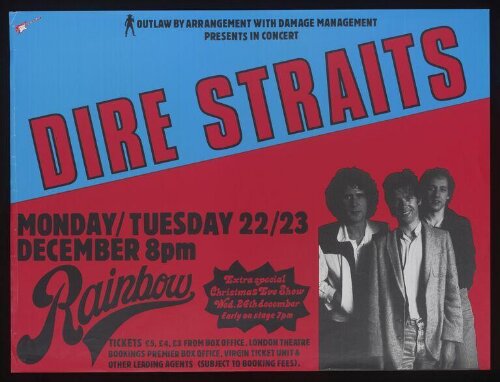 OUTLAW BY ARRANGEMENT WITH DAMAGE MANAGEMENT
PRESENTS IN CONCERT
DIRE STRAITS
MONDAY/TUESDAY 22/23
DECEMBER 8pm
Rainbow
Extra special
Christmas Eve Show
Wed. 24th december
Early on stage 7pm
TICKETS £5, £4, £3 FROM BOX OFFICE, LONDON THEATRE
BOOKINGS PREMIER BOX OFFICE, VIRGIN TICKET UNIT &
OTHER LEADING AGENTS (SUBJECT TO BOOKING FEES).